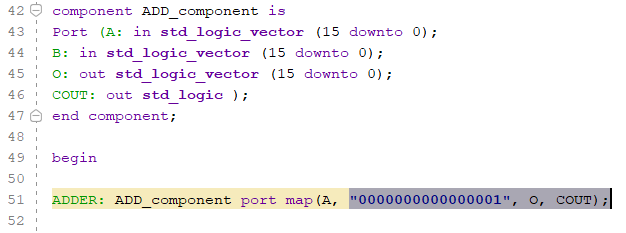 42 component ADD_component is
43 Port (A: in std_logic_vector (15 downto 0);
44 B: in std_logic_vector (15 downto 0);
45 O: out std_logic_vector (15 downto 0);
46 COUT: out std_logic );
47 end component;
48
49 begin
50
51 ADDER: ADD_component port map(A, "0000000000000001", O, COUT);
52